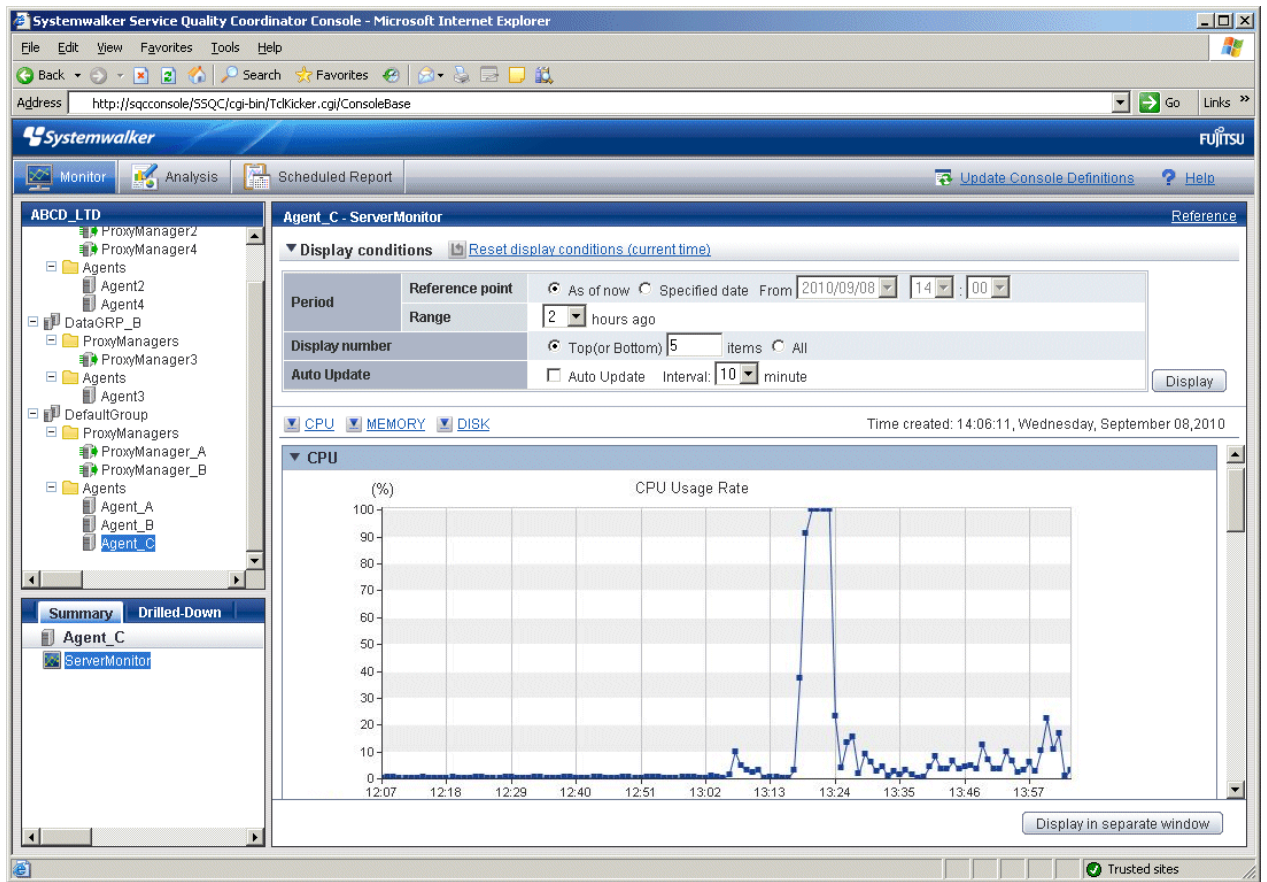 Systemwalker Service Quality Coordinator Console - Microsoft Internet Explorer
File Edit View Favorites Tools Help
Back Search Favorites
Address http://sqcconsole/SSQC/cgi-bin/TclKicker.cgi/ConsoleBase Go Links »
Systemwalker FUJITSU
Monitor Analysis Scheduled Report Update Console Definitions ? Help
ABCD_LTD
ProxyManager2
ProxyManager4
Agents
Agent2
Agent4
DataGRP_B
ProxyManagers
ProxyManager3
Agents
Agent3
DefaultGroup
ProxyManagers
ProxyManager_A
ProxyManager_B
Agents
Agent_A
Agent_B
Agent_C
Summary Drilled-Down
Agent_C
ServerMonitor
Agent_C - ServerMonitor Reference
Display conditions Reset display conditions (current time)
Period Reference point As of now Specified date From 2010/09/08 14 : 00
Range 2 hours ago
Display number Top(or Bottom) 5 items All
Auto Update Auto Update Interval: 10 minute
Display
CPU MEMORY DISK Time created: 14:06:11, Wednesday, September 08,2010
CPU
(%) CPU Usage Rate
100
90
80
70
60
50
40
30
20
10
0
12:07 12:18 12:29 12:40 12:51 13:02 13:13 13:24 13:35 13:46 13:57
Display in separate window
Trusted sites